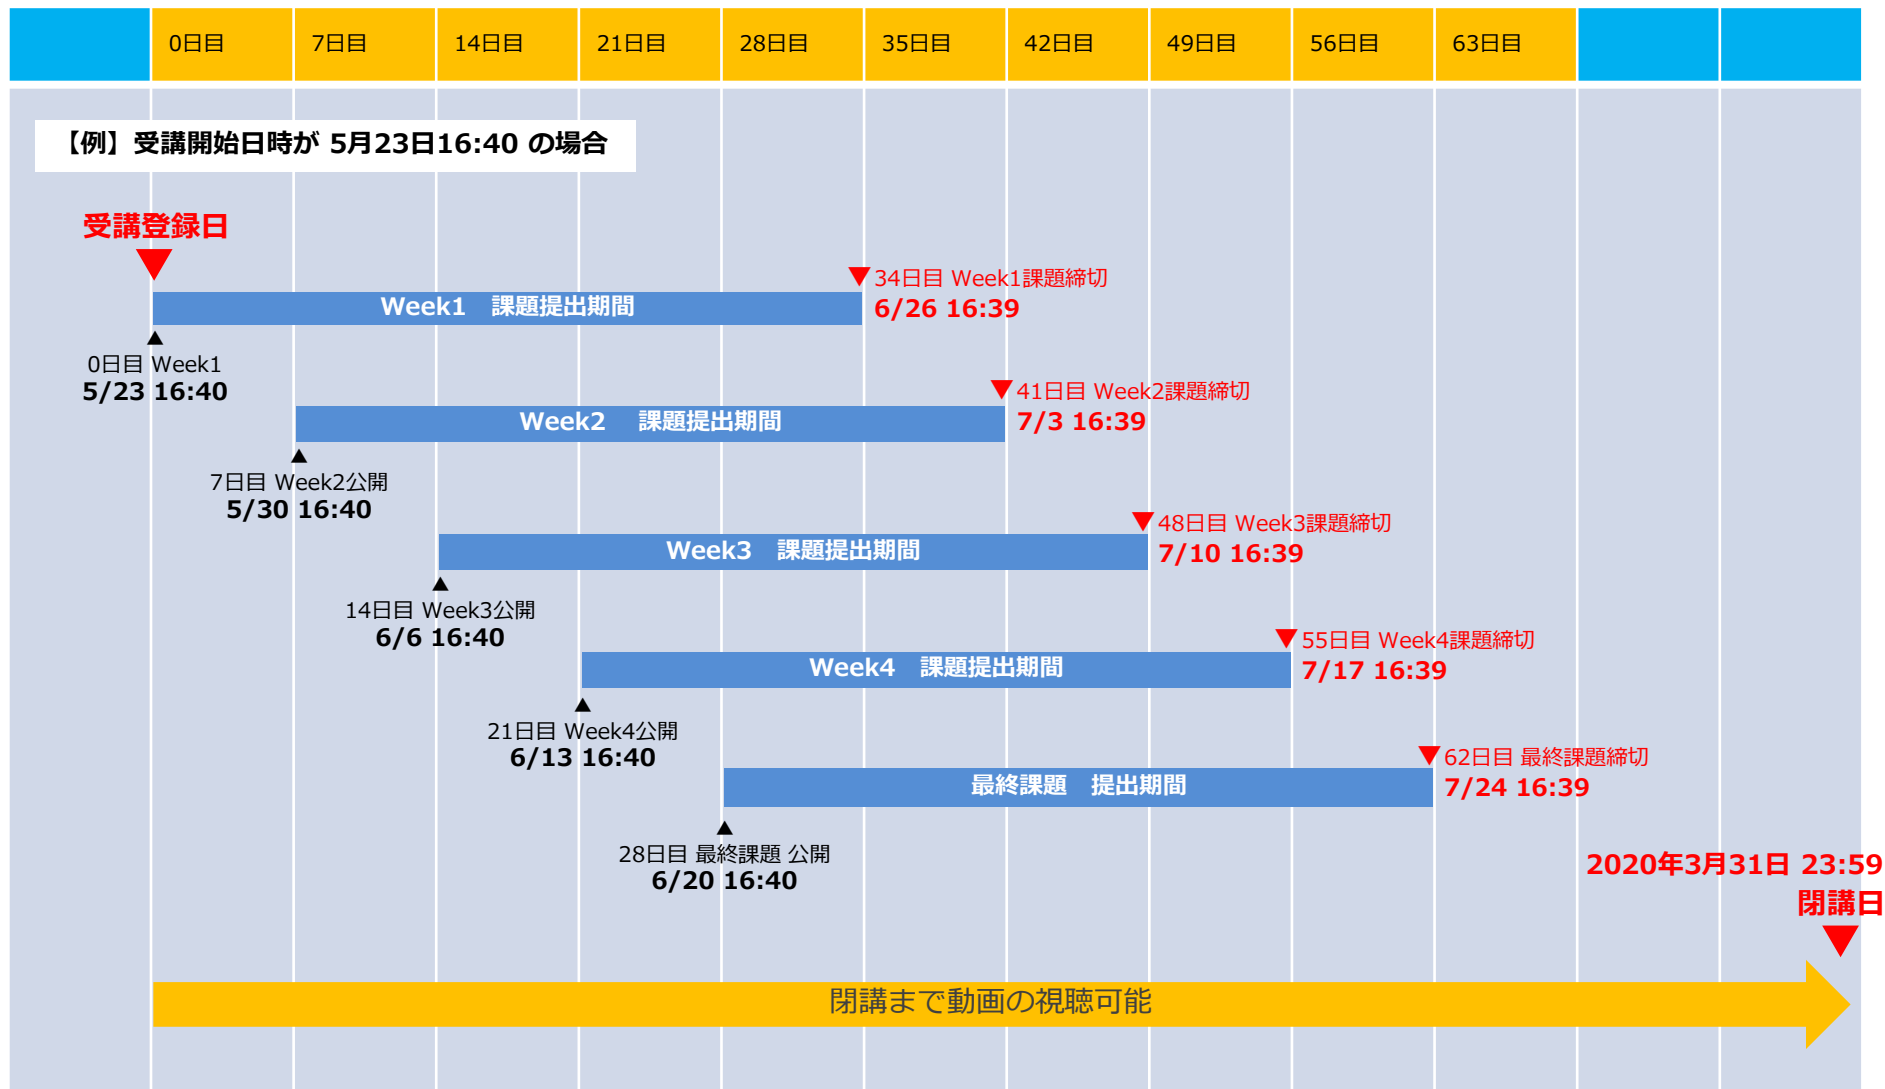 0日目
7日目
14日目
21日目
28日目
35日目
42日目
49日目
56日目
63日目
【例】受講開始日時が 5月23日16:40 の場合
受講登録日
34日目 Week1課題締切
6/26 16:39
Week1　課題提出期間
0日目 Week1
5/23 16:40
41日目 Week2課題締切
7/3 16:39
Week2　課題提出期間
7日目 Week2公開
5/30 16:40
48日目 Week3課題締切
7/10 16:39
Week3　課題提出期間
14日目 Week3公開
6/6 16:40
55日目 Week4課題締切
7/17 16:39
Week4　課題提出期間
21日目 Week4公開
6/13 16:40
62日目 最終課題締切
7/24 16:39
最終課題　提出期間
28日目 最終課題 公開
6/20 16:40
2020年3月31日 23:59
閉講日
閉講まで動画の視聴可能